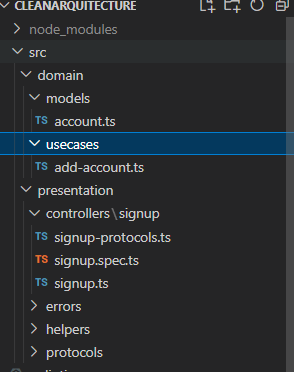 CLEANARQUITECTURE
node_modules
src
domain
models
TS account.ts
usecases
TS add-account.ts
presentation
controllers\signup
TS signup-protocols.ts
TS signup.spec.ts
TS signup.ts
errors
helpers
protocols